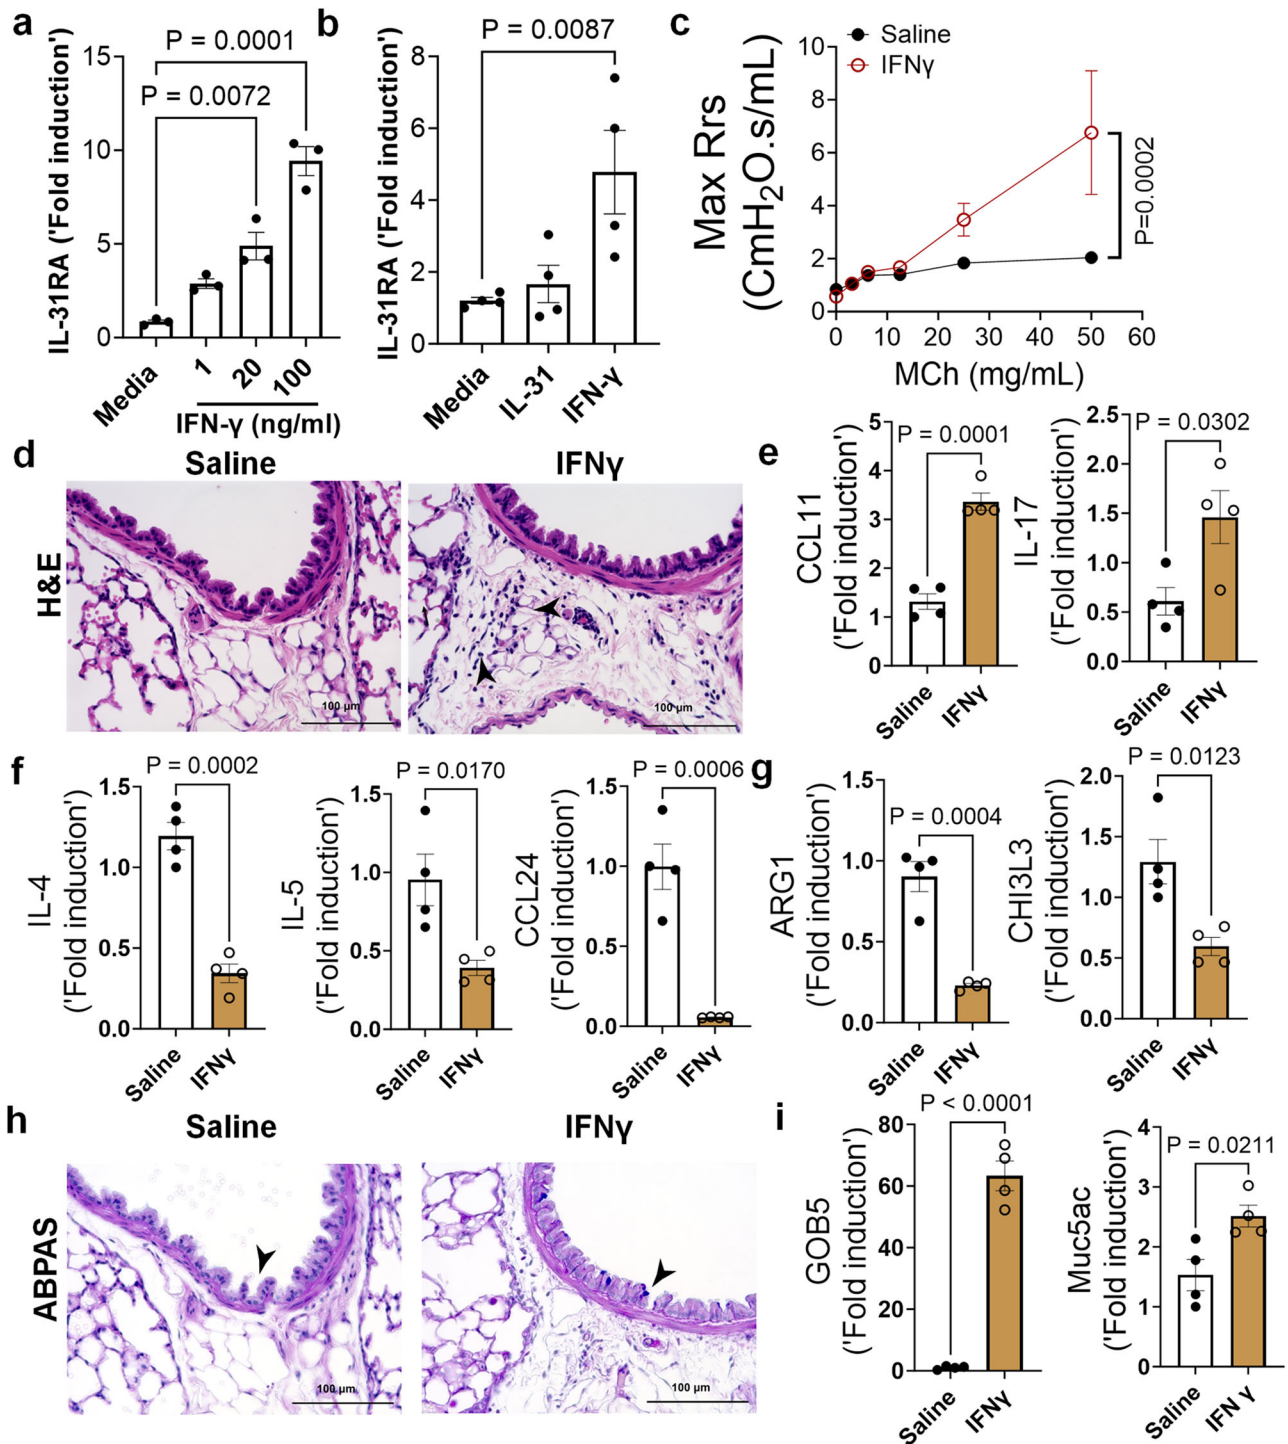 a
IL-31RA ('Fold induction')
15
10
5
0
P = 0.0001
P = 0.0072
Media
1
20
100
IFN-γ (ng/ml)
b
IL-31RA ('Fold induction')
8
6
4
2
0
P = 0.0087
Media
IL-31
IFN-γ
c
Saline
IFNγ
Max Rrs
(CmH2O.s/mL)
10
8
6
4
2
0
0
10
20
30
40
50
60
MCh (mg/mL)
P=0.0002
d
Saline
IFNγ
H&E
100 µm
100 µm
e
CCL11
('Fold induction')
5
4
3
2
1
0
P = 0.0001
Saline
IFNγ
IL-17
('Fold induction')
2.5
2.0
1.5
1.0
0.5
0.0
P = 0.0302
Saline
IFNγ
f
IL-4
('Fold induction')
1.5
1.0
0.5
0.0
P = 0.0002
Saline
IFNγ
IL-5
('Fold induction')
1.5
1.0
0.5
0.0
P = 0.0170
Saline
IFNγ
CCL24
('Fold induction')
1.5
1.0
0.5
0.0
P = 0.0006
Saline
IFNγ
g
ARG1
('Fold induction')
1.5
1.0
0.5
0.0
P = 0.0004
Saline
IFNγ
CHI3L3
('Fold induction')
2.0
1.5
1.0
0.5
0.0
P = 0.0123
Saline
IFNγ
h
Saline
IFNγ
ABPAS
100 µm
100 µm
i
GOB5
('Fold induction')
80
60
40
20
0
P < 0.0001
Saline
IFNγ
Muc5ac
('Fold induction')
4
3
2
1
0
P = 0.0211
Saline
IFN γ